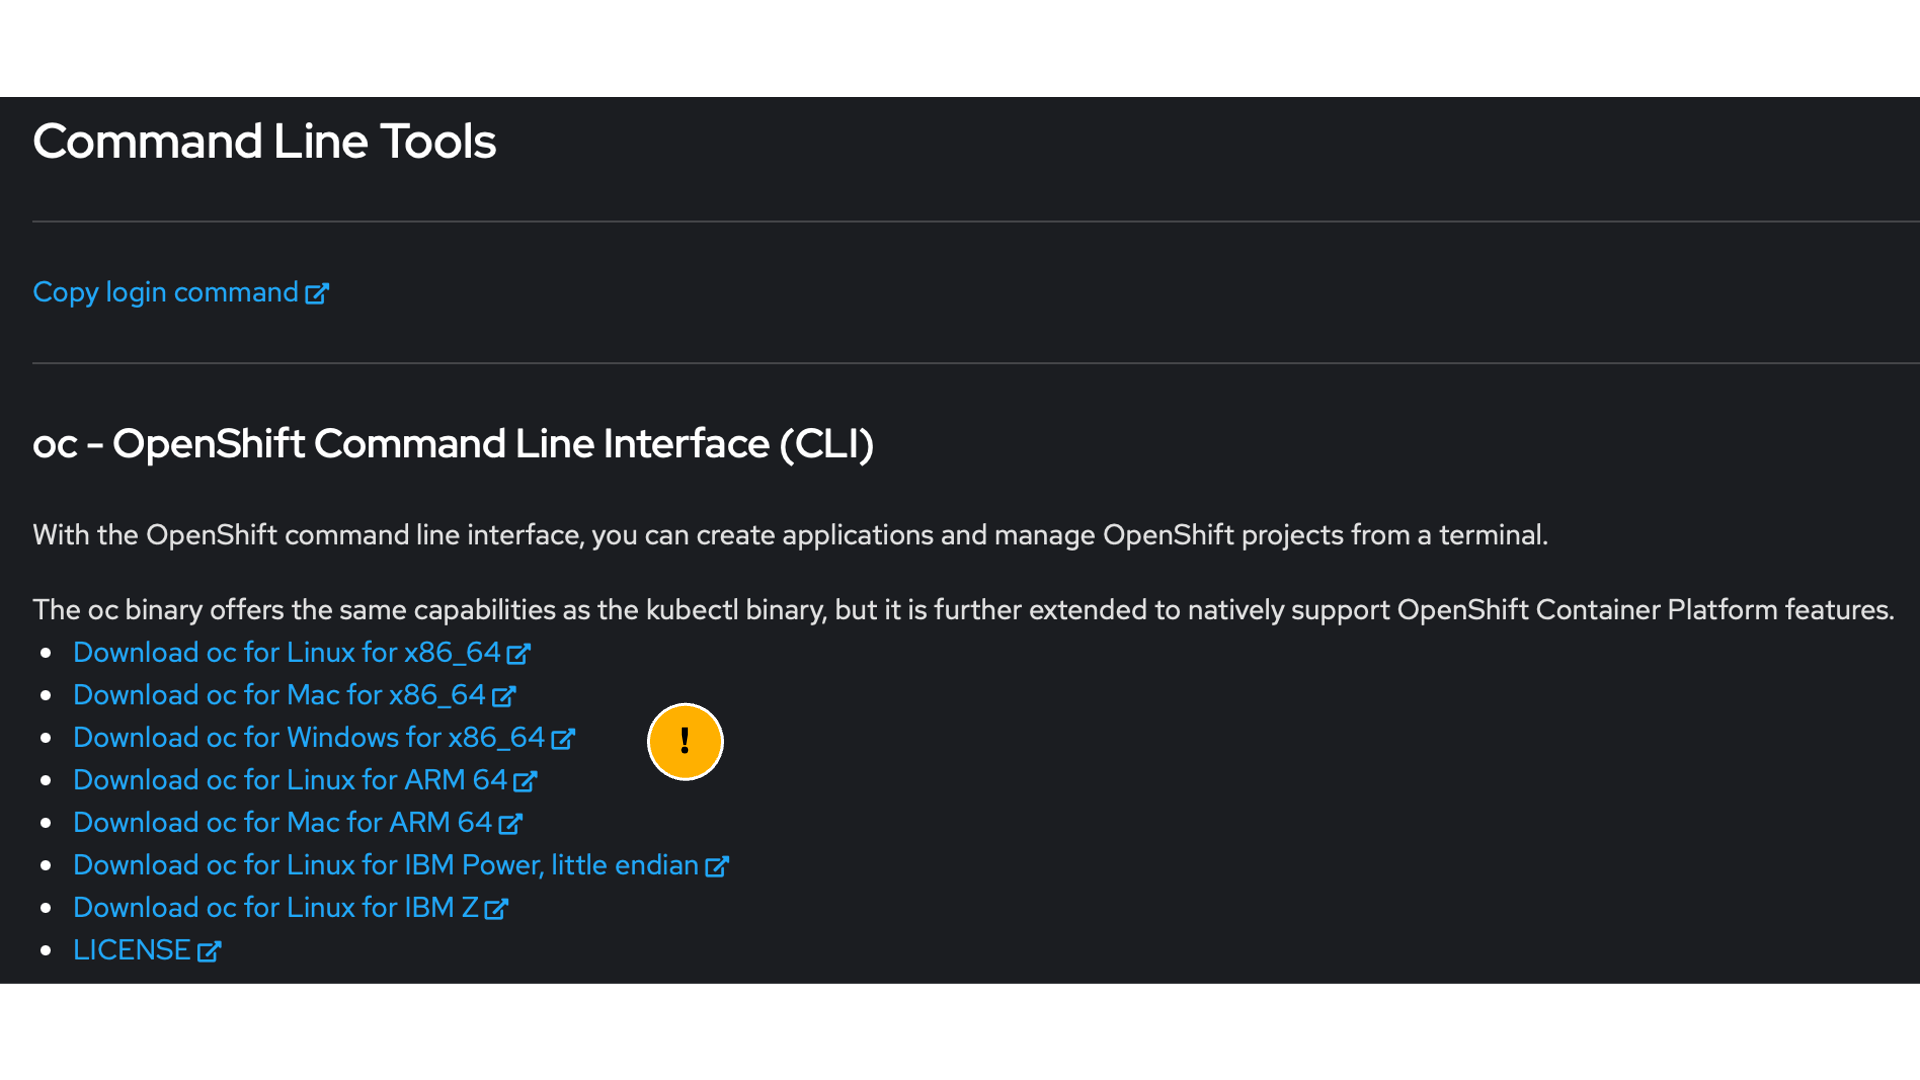 Command Line Tools
Copy login command
oc - OpenShift Command Line Interface (CLI)
With the OpenShift command line interface, you can create applications and manage OpenShift projects from a terminal.
The oc binary offers the same capabilities as the kubectl binary, but it is further extended to natively support OpenShift Container Platform features.
Download oc for Linux for x86_64
Download oc for Mac for x86_64
Download oc for Windows for x86_64
!
Download oc for Linux for ARM 64
Download oc for Mac for ARM 64
Download oc for Linux for IBM Power, little endian
Download oc for Linux for IBM Z
LICENSE